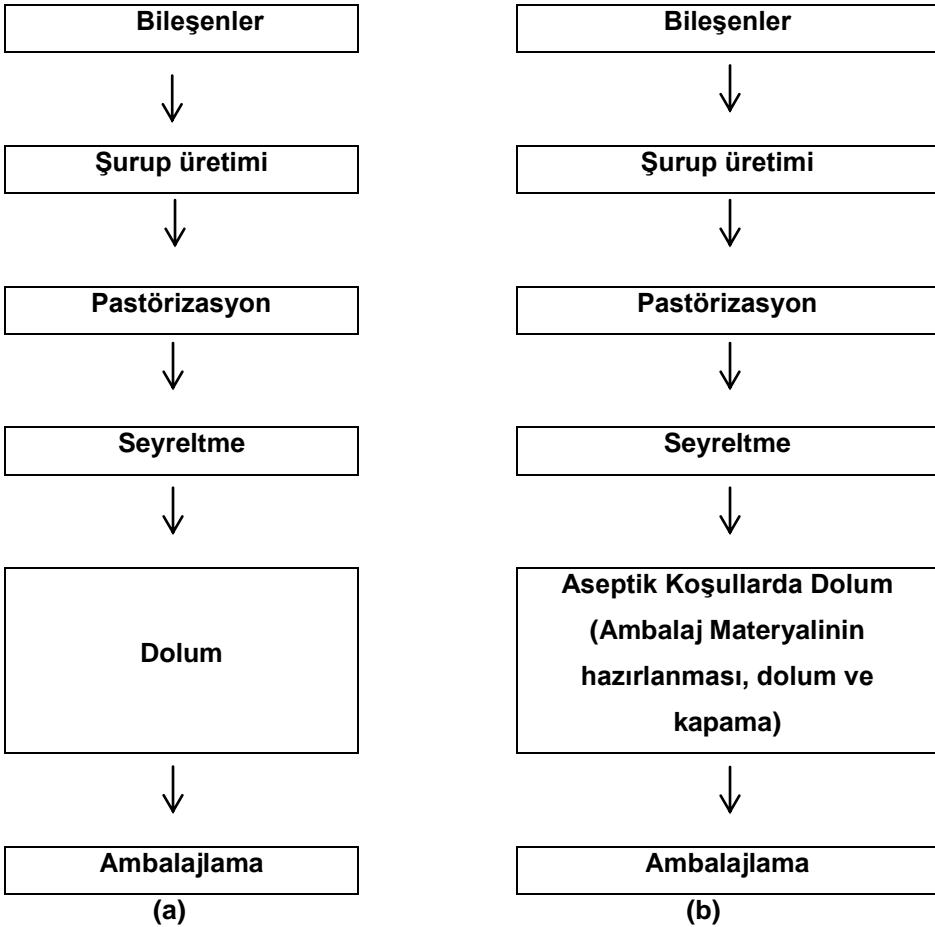 Bileşenler
Şurup üretimi
Pastörizasyon
Seyreltme
Dolum
Ambalajlama
(a)
Bileşenler
Şurup üretimi
Pastörizasyon
Seyreltme
Aseptik Koşullarda Dolum
(Ambalaj Materyalinin
hazırlanması, dolum ve
kapama)
Ambalajlama
(b)